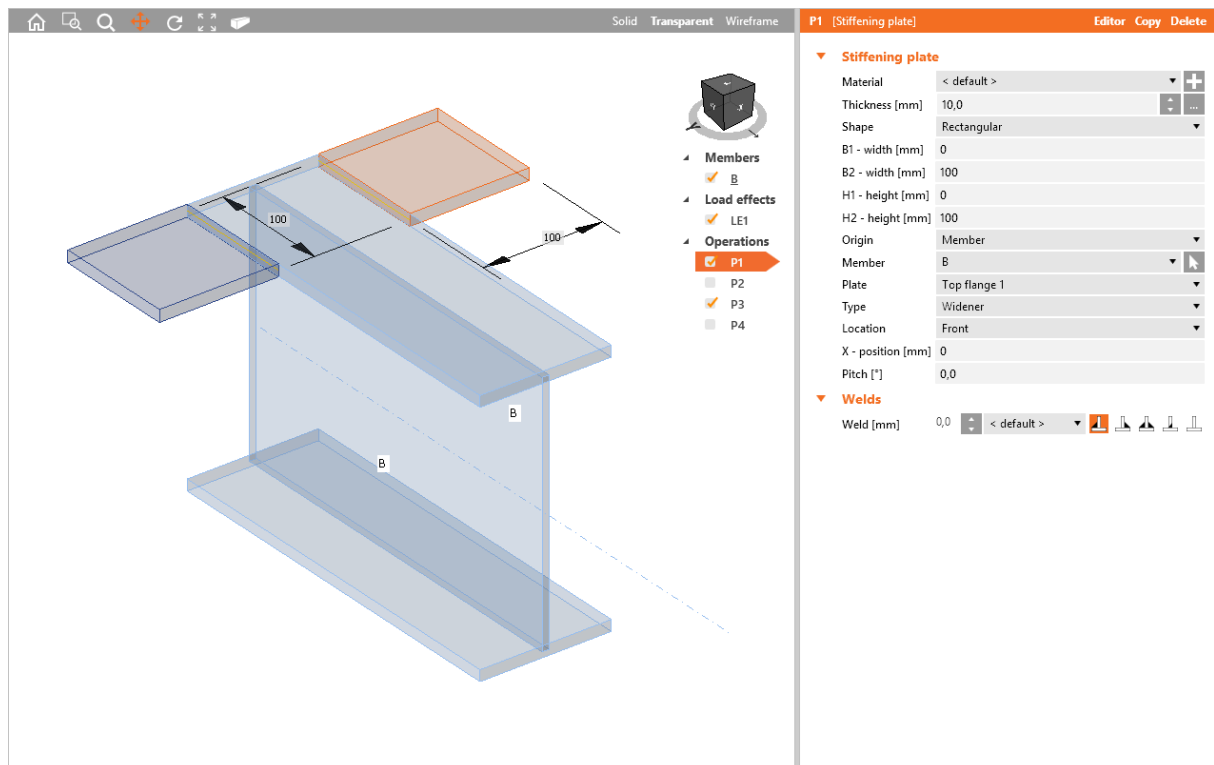 Solid Transparent Wireframe
P1 [Stiffening plate] Editor Copy Delete
100
100
B
B
Members
B
Load effects
LE1
Operations
P1
P2
P3
P4
Stiffening plate
Material < default >
Thickness [mm] 10,0 ...
Shape Rectangular
B1 - width [mm] 0
B2 - width [mm] 100
H1 - height [mm] 0
H2 - height [mm] 100
Origin Member
Member B
Plate Top flange 1
Type Widener
Location Front
X - position [mm] 0
Pitch [°] 0,0
Welds
Weld [mm] 0,0 < default >